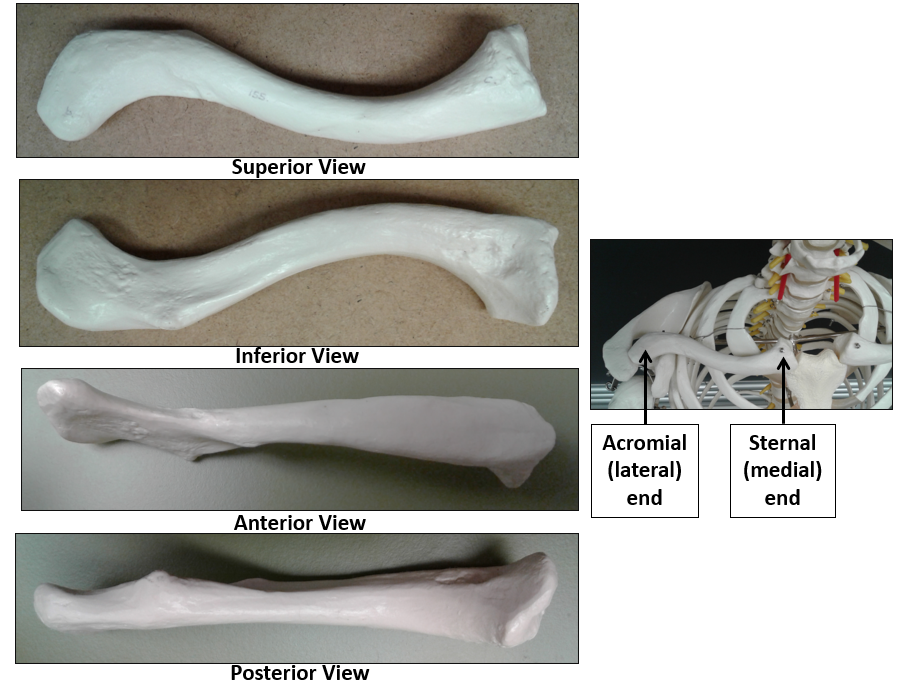 Superior View
Inferior View
Anterior View
Posterior View
Acromial
(lateral)
end
Sternal
(medial)
end